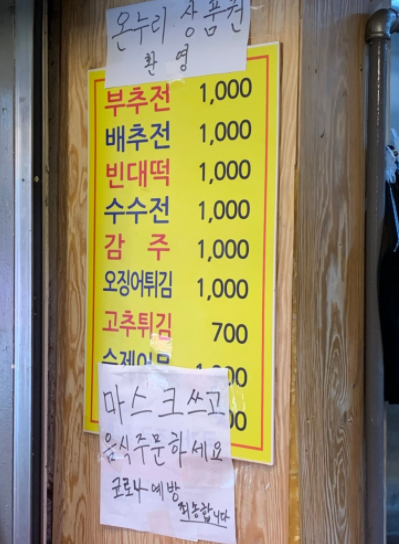 온누리 상품권
환영
부추전 1,000
배추전 1,000
빈대떡 1,000
수수전 1,000
감 주 1,000
오징어튀김 1,000
고추튀김 700
마스크쓰고
음식주문하세요
코로나예방
죄송합니다